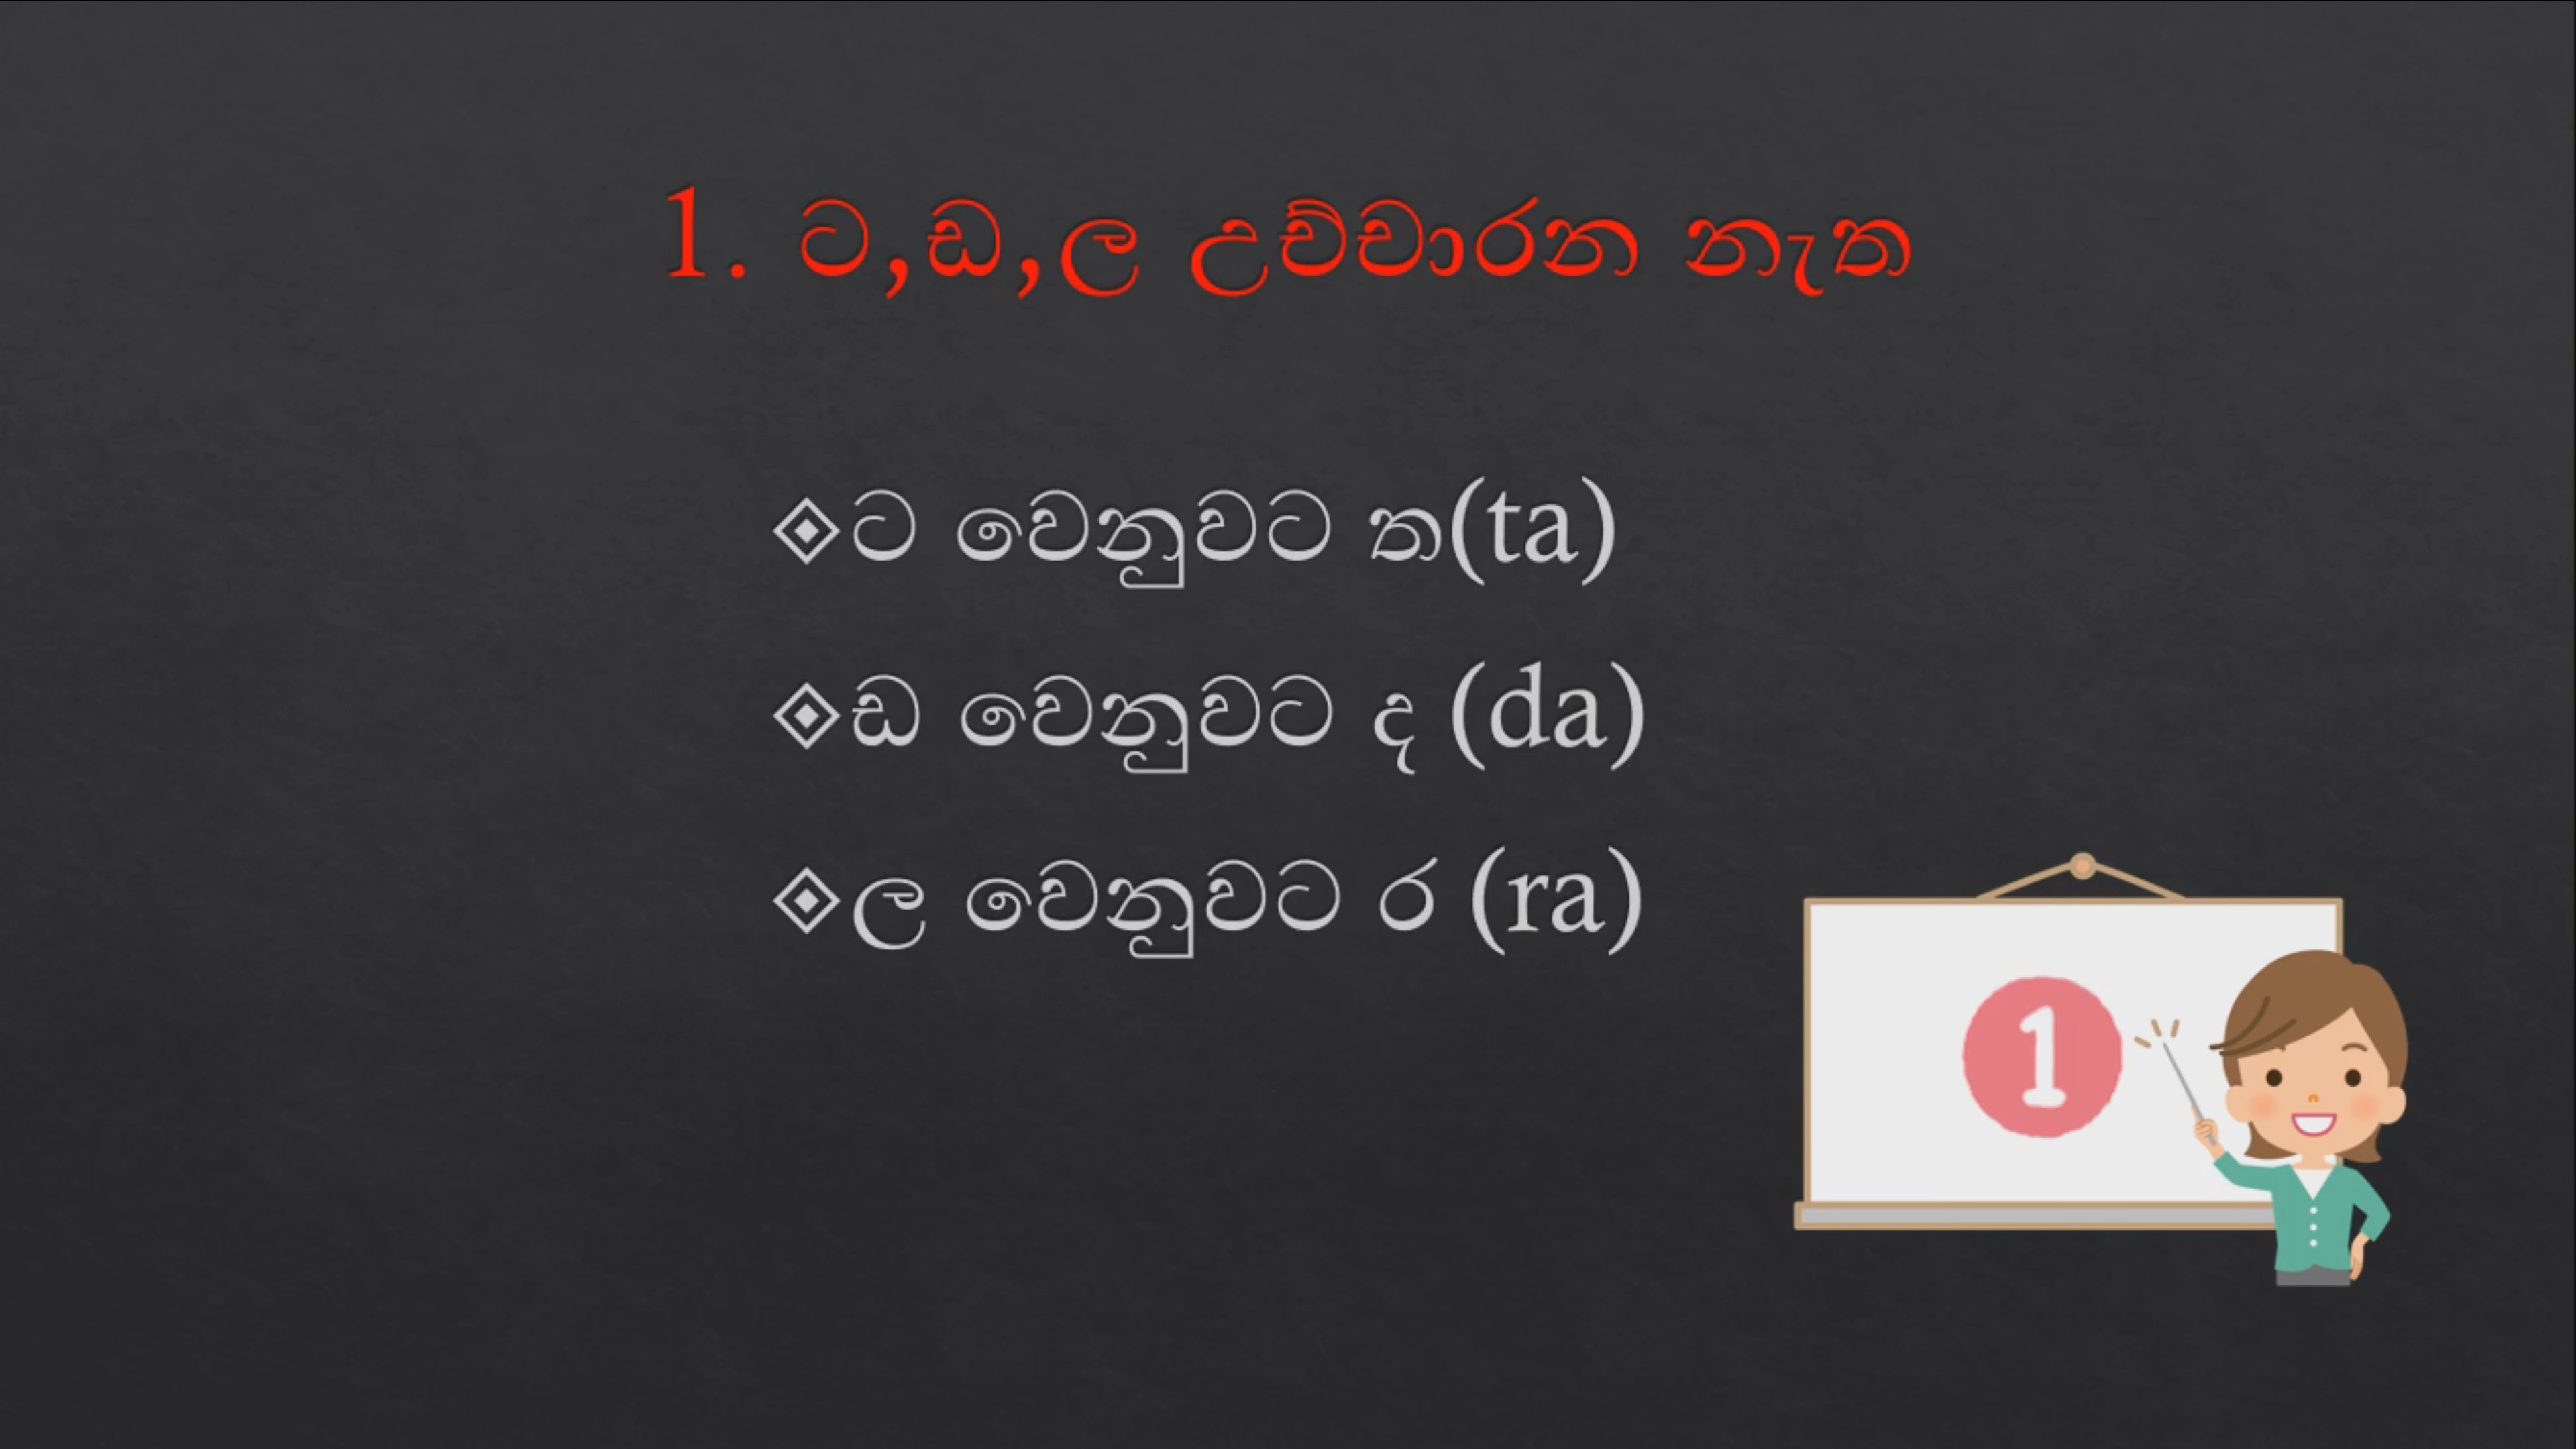 1. ට,ඩ,ල උච්චාරන නැත
ට වෙනුවට ත(ta)
ඩ වෙනුවට ද (da)
ල වෙනුවට ර (ra)
1